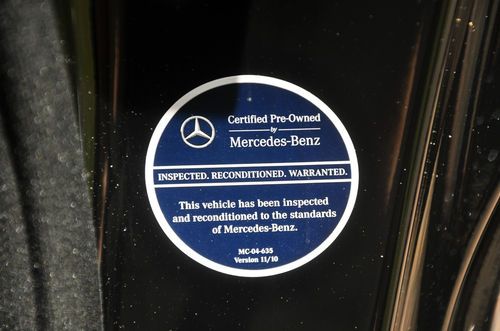 Certified Pre-Owned
by
Mercedes-Benz
INSPECTED. RECONDITIONED. WARRANTED.
This vehicle has been inspected
and reconditioned to the standards
of Mercedes-Benz.
MC-04-635
Version 11/10